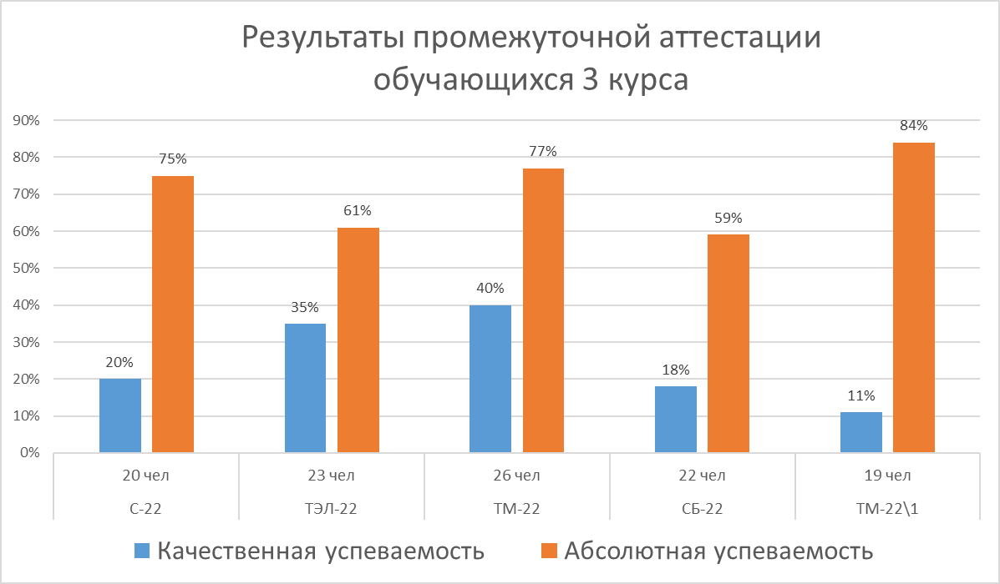 Результаты промежуточной аттестации
обучающихся 3 курса
90%
80%
70%
60%
50%
40%
30%
20%
10%
0%
75%
61%
77%
59%
84%
20%
35%
40%
18%
11%
20 чел
23 чел
26 чел
22 чел
19 чел
С-22
ТЭЛ-22
ТМ-22
СБ-22
ТМ-22\1
Качественная успеваемость
Абсолютная успеваемость